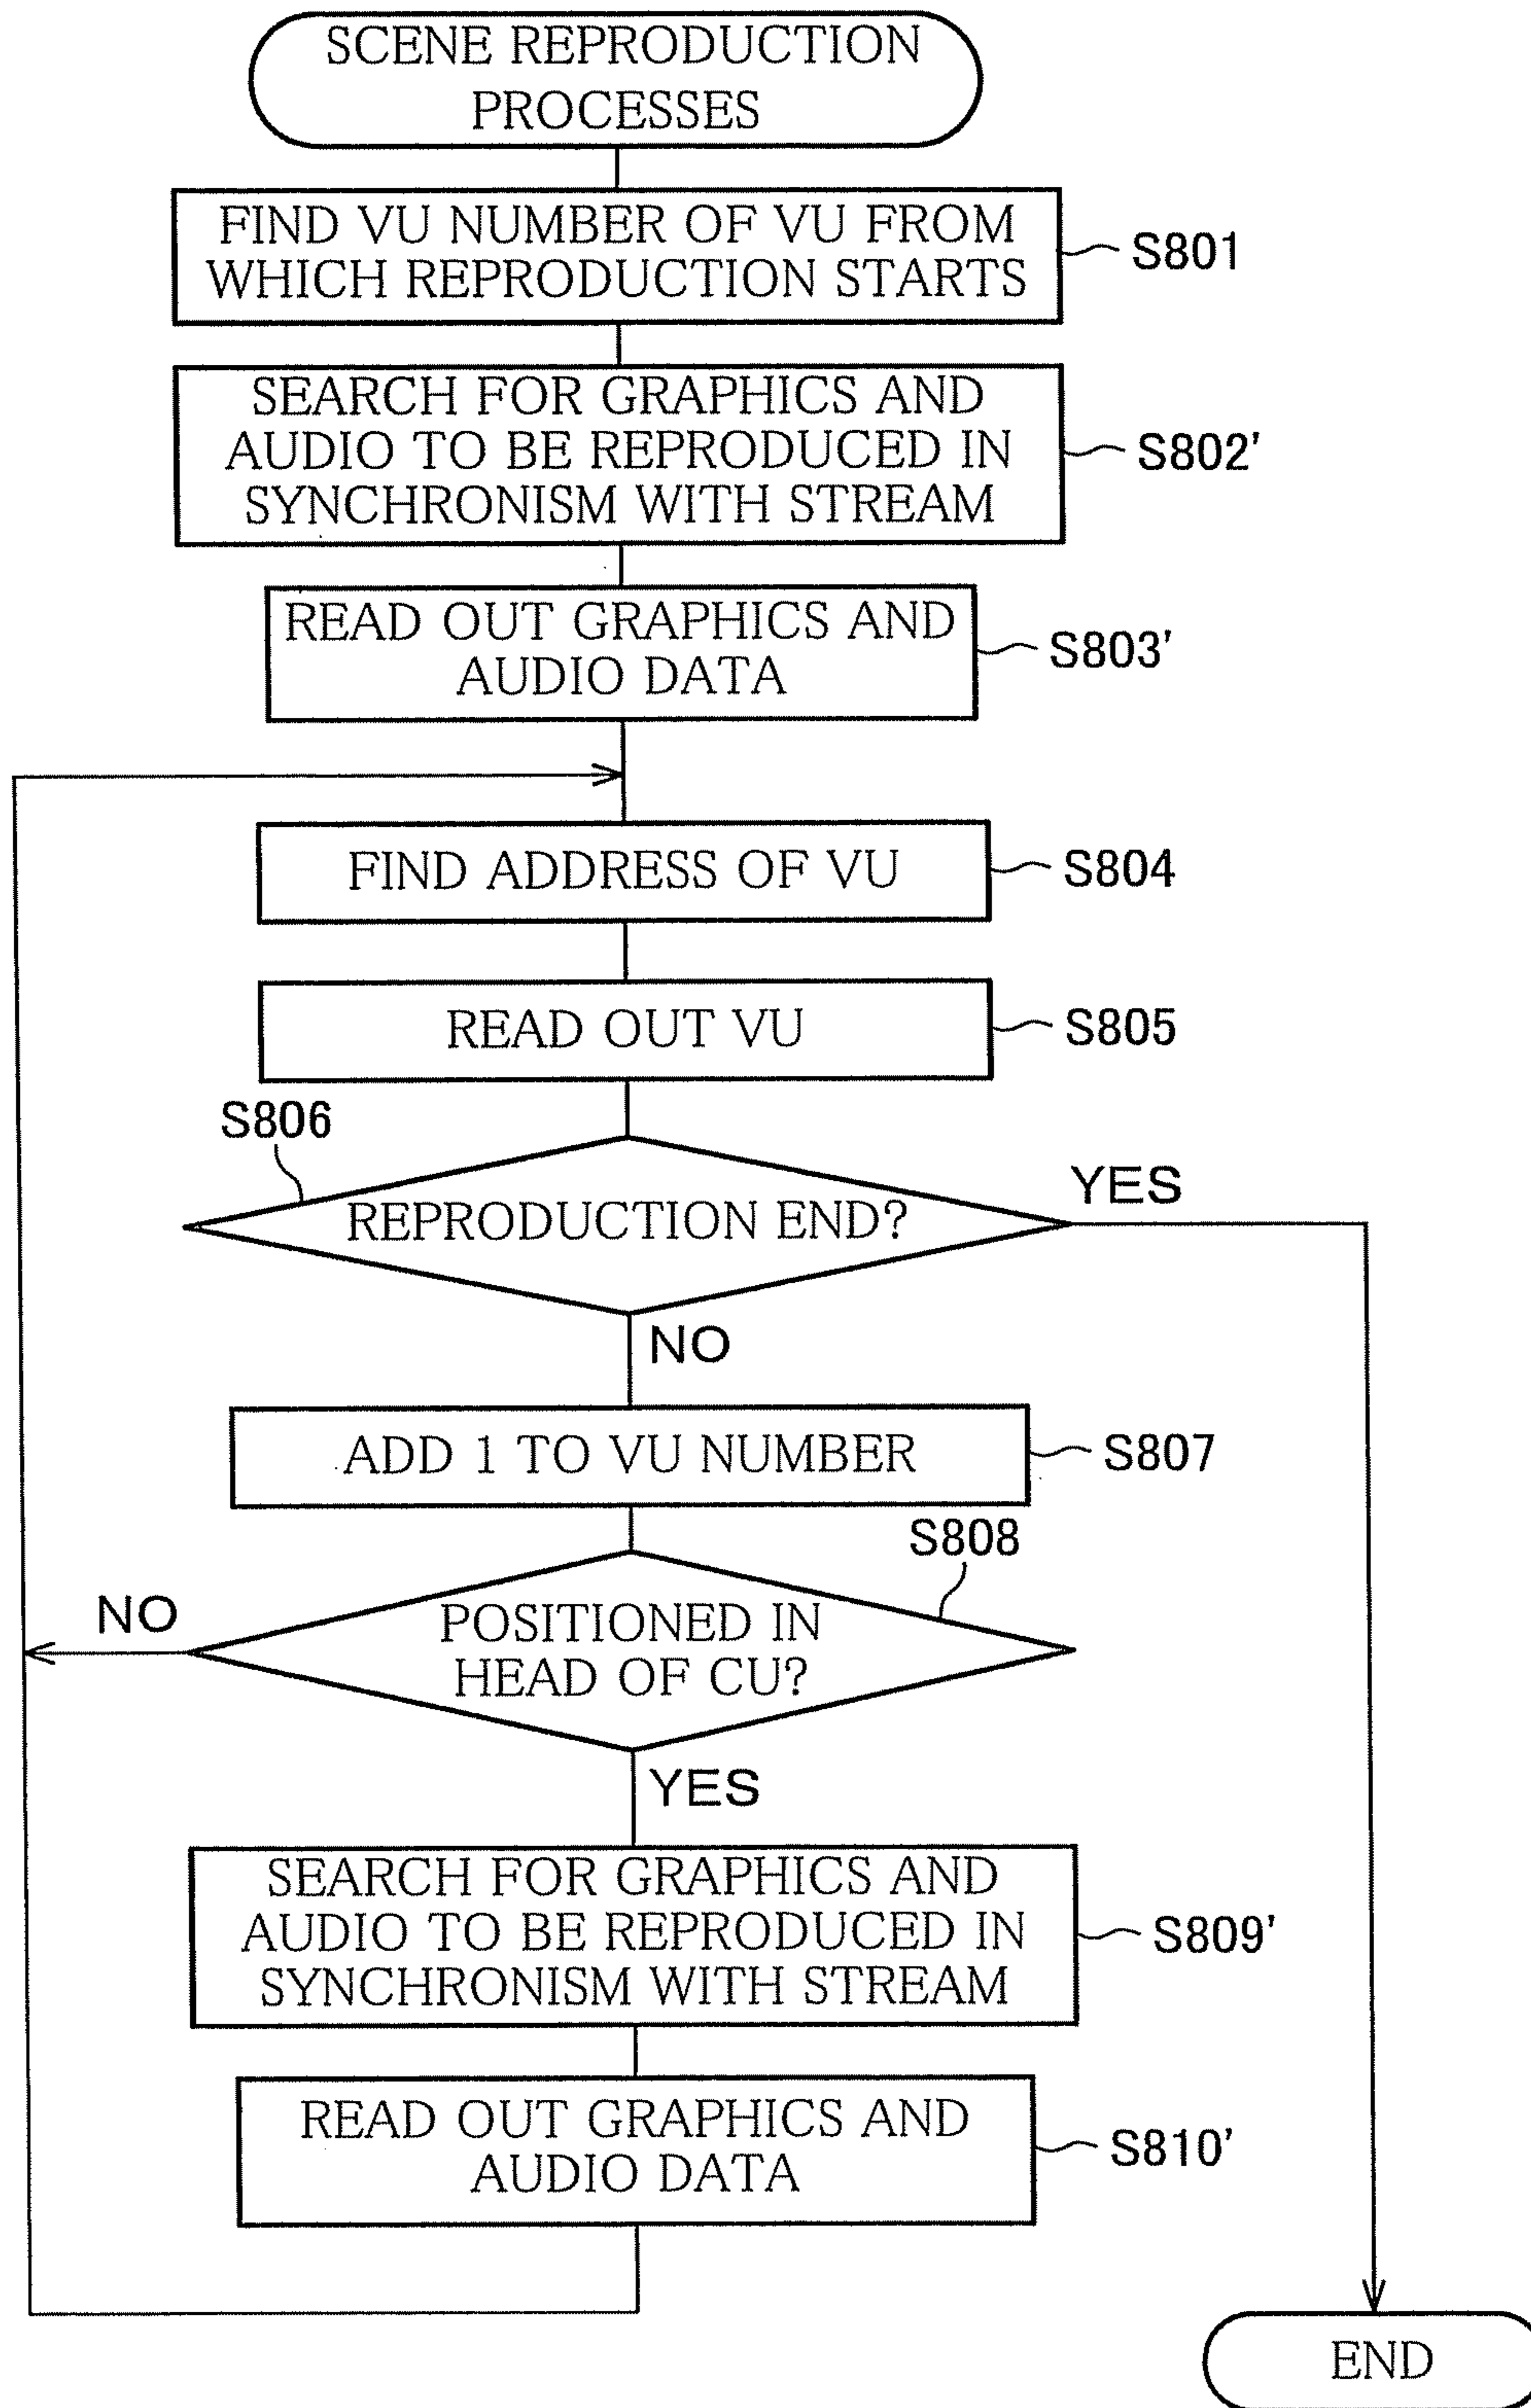 SCENE REPRODUCTION
PROCESSES
FIND VU NUMBER OF VU FROM
WHICH REPRODUCTION STARTS
S801
SEARCH FOR GRAPHICS AND
AUDIO TO BE REPRODUCED IN
SYNCHRONISM WITH STREAM
S802'
READ OUT GRAPHICS AND
AUDIO DATA
S803'
FIND ADDRESS OF VU
S804
READ OUT VU
S805
S806
REPRODUCTION END?
YES
NO
ADD 1 TO VU NUMBER
S807
S808
POSITIONED IN
HEAD OF CU?
NO
YES
SEARCH FOR GRAPHICS AND
AUDIO TO BE REPRODUCED IN
SYNCHRONISM WITH STREAM
S809'
READ OUT GRAPHICS AND
AUDIO DATA
S810'
END